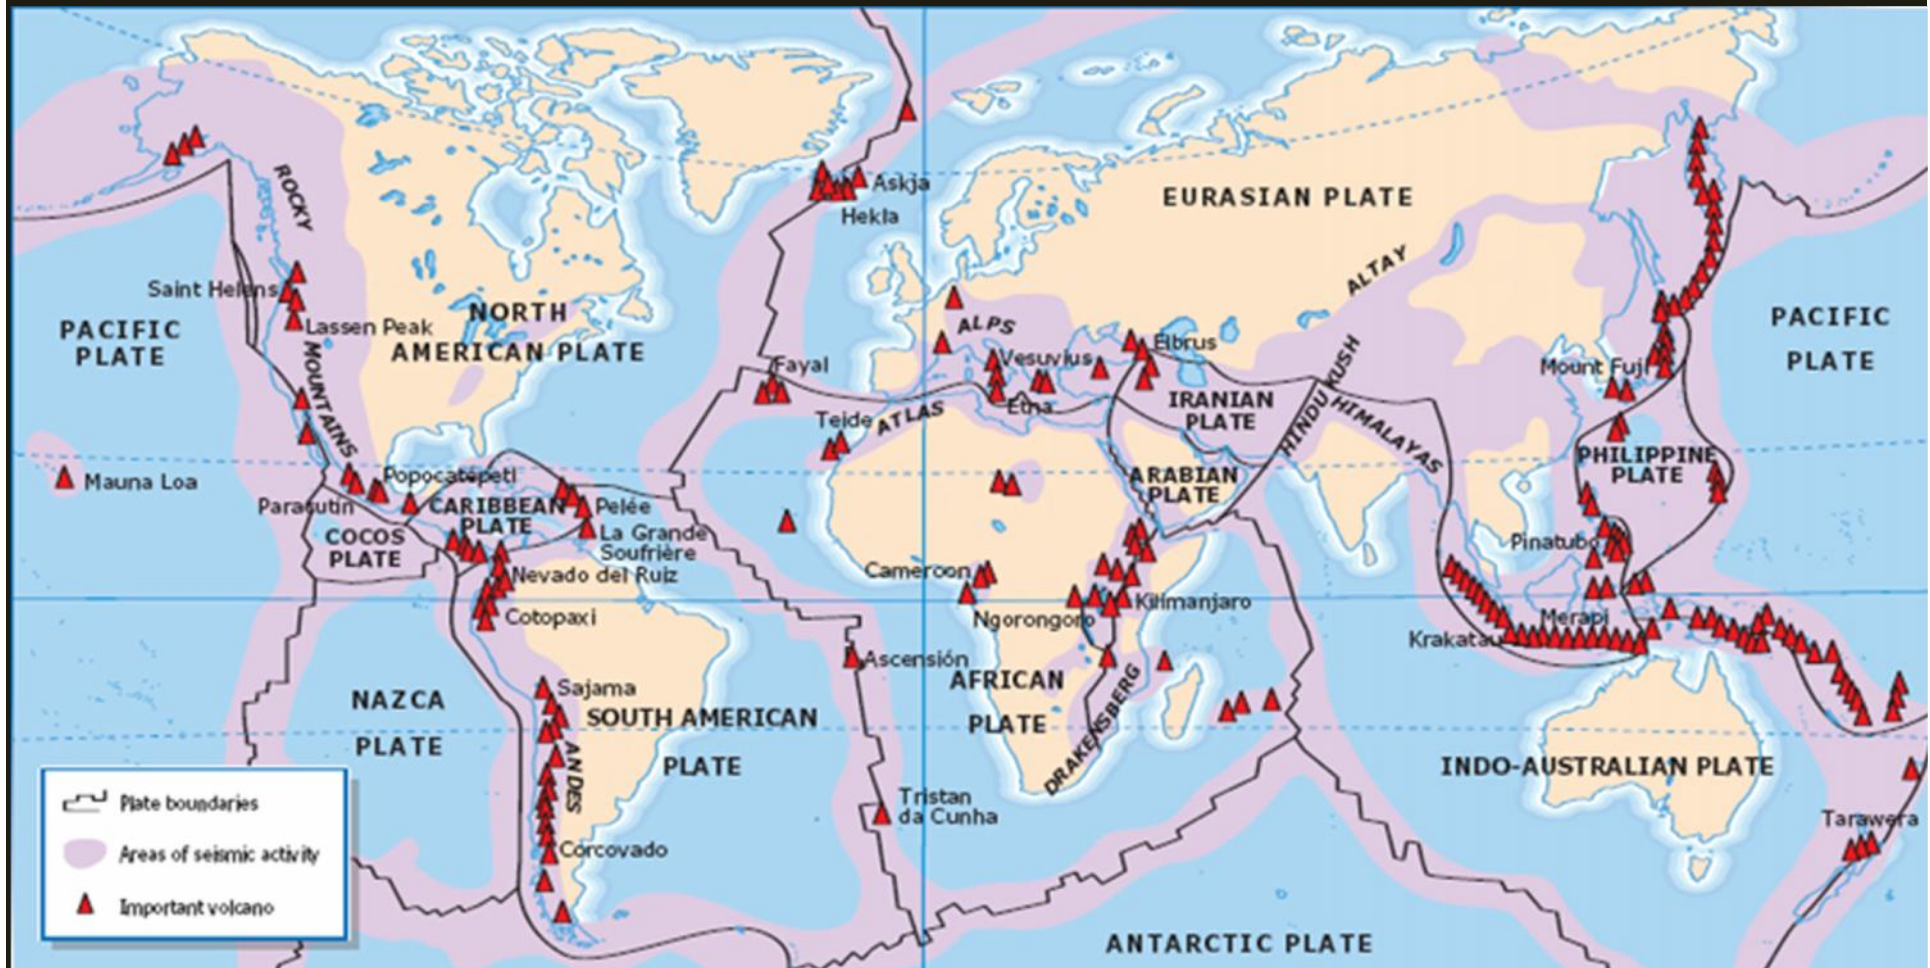 Askja
Hekla
EURASIAN PLATE
ROCKY
Saint Helens
Lassen Peak
PACIFIC
PLATE
NORTH
AMERICAN PLATE
MOUNTAINS
ALPS
Vesuvius
Elbrus
ALTAY
Mount Fuji
PACIFIC
PLATE
Fayal
Teide
ATLAS
Etna
IRANIAN
PLATE
HINDU KUSH
HIMALAYAS
Mauna Loa
Popocatépetl
Paracutín
CARIBBEAN
PLATE
Pelée
La Grande
Soufrière
COCOS
PLATE
ARABIAN
PLATE
PHILIPPINE
PLATE
Pinatubo
Nevado del Ruiz
Cotopaxi
Cameroon
Ngorongoro
Kilimanjaro
Merapi
Krakatau
Ascensión
AFRICAN
PLATE
DRAKENSBERG
Sajama
NAZCA
PLATE
SOUTH AMERICAN
PLATE
ANDES
INDO-AUSTRALIAN PLATE
Tristan
da Cunha
Tarawera
Corcovado
ANTARCTIC PLATE
Plate boundaries
Areas of seismic activity
Important volcano